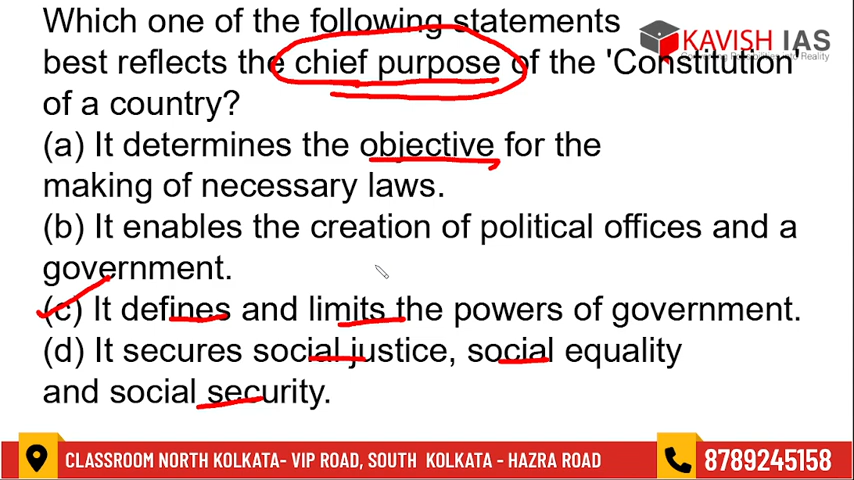 Which one of the following statements
best reflects the chief purpose of the 'Constitution'
of a country?
(a) It determines the objective for the
making of necessary laws.
(b) It enables the creation of political offices and a
government.
(c) It defines and limits the powers of government.
(d) It secures social justice, social equality
and social security.
KAVISH IAS
to Reality
CLASSROOM NORTH KOLKATA- VIP ROAD, SOUTH KOLKATA - HAZRA ROAD
8789245158